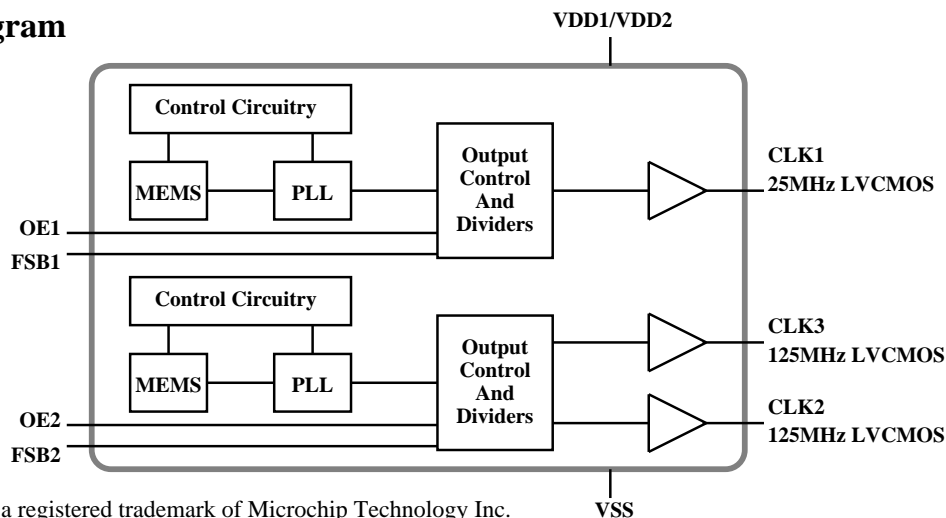 gram
VDD1/VDD2
Control Circuitry
MEMS
PLL
Output
Control
And
Dividers
CLK1
25MHz LVCMOS
OE1
FSB1
Control Circuitry
MEMS
PLL
Output
Control
And
Dividers
CLK3
125MHz LVCMOS
CLK2
125MHz LVCMOS
OE2
FSB2
a registered trademark of Microchip Technology Inc.
VSS